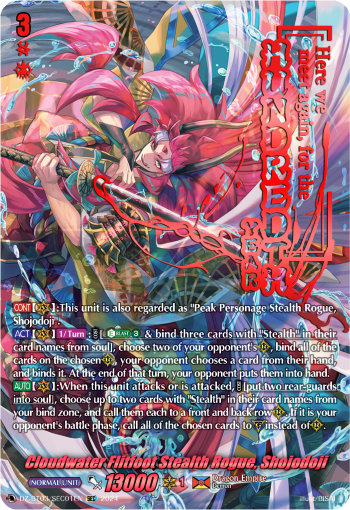 3
Here we
meet again, for the
HUNDREDTH
YEAR
CONT【】:This unit is also regarded as "Peak Personage Stealth Rogue,
Shojodoji".
ACT【】1/Turn: BLAST 3 & bind three cards with "Stealth" in their
card names from soul], choose two of your opponent's, bind all of
the cards on the chosen, your opponent chooses a card from their hand,
and binds it. At the end of that turn, your opponent puts them into hand.
AUTO【】:When this unit attacks or is attacked, [put two rear-guards
into soul], choose up to two cards with "Stealth" in their card names from
your bind zone, and call them each to a front and back row. If it is your
opponent's battle phase, call all of the chosen cards to instead of.
Cloudwater Flitfoot Stealth Rogue, Shojodoji
NORMAL UNIT
13000
1
Dragon Empire
Demon
DZ-BT03/SEC01EN
2024